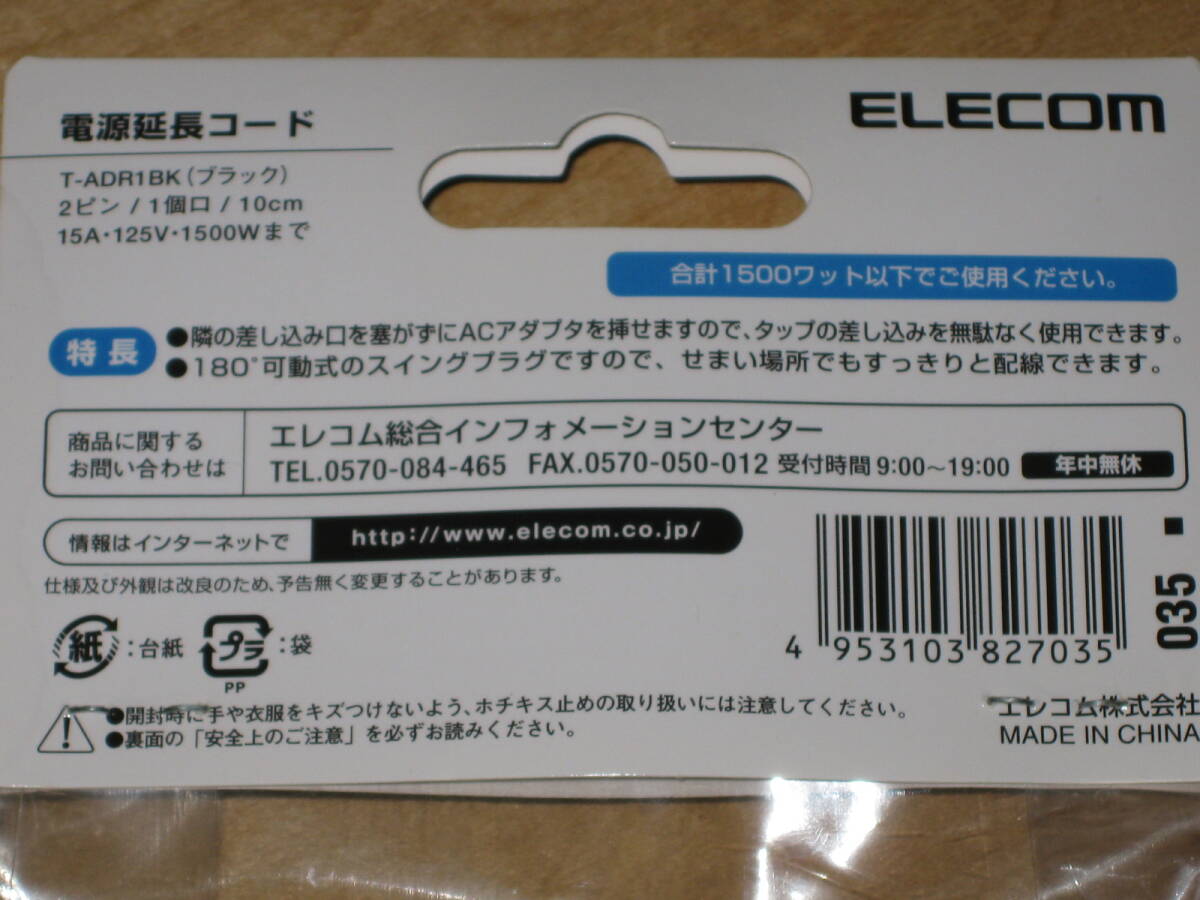 電源延長コード
ELECOM
T-ADR1BK(ブラック)
2ピン / 1個口 / 10cm
15A・125V・1500Wまで
合計1500ワット以下でご使用ください。
特長
●隣の差し込み口を塞がずにACアダプタを挿せますので、タップの差し込みを無駄なく使用できます。
●180°可動式のスイングプラグですので、せまい場所でもすっきりと配線できます。
商品に関する
お問い合わせは
エレコム総合インフォメーションセンター
TEL.0570-084-465 FAX.0570-050-012 受付時間 9:00～19:00 年中無休
情報はインターネットで http://www.elecom.co.jp/
仕様及び外観は改良のため、予告無く変更することがあります。
紙 :台紙 プラ :袋
PP
4 953103 827035
035 ■
●開封時に手や衣服をキズつけないよう、ホチキス止めの取り扱いには注意してください。
●裏面の「安全上のご注意」を必ずお読みください。
エレコム株式会社
MADE IN CHINA